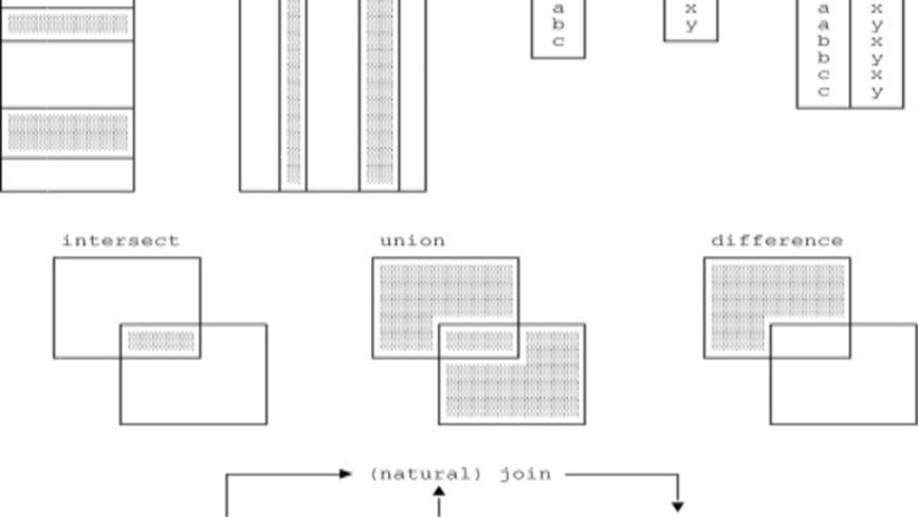 a x a x
b y a y
c b x
b y
c x
c y
intersect union difference
(natural) join